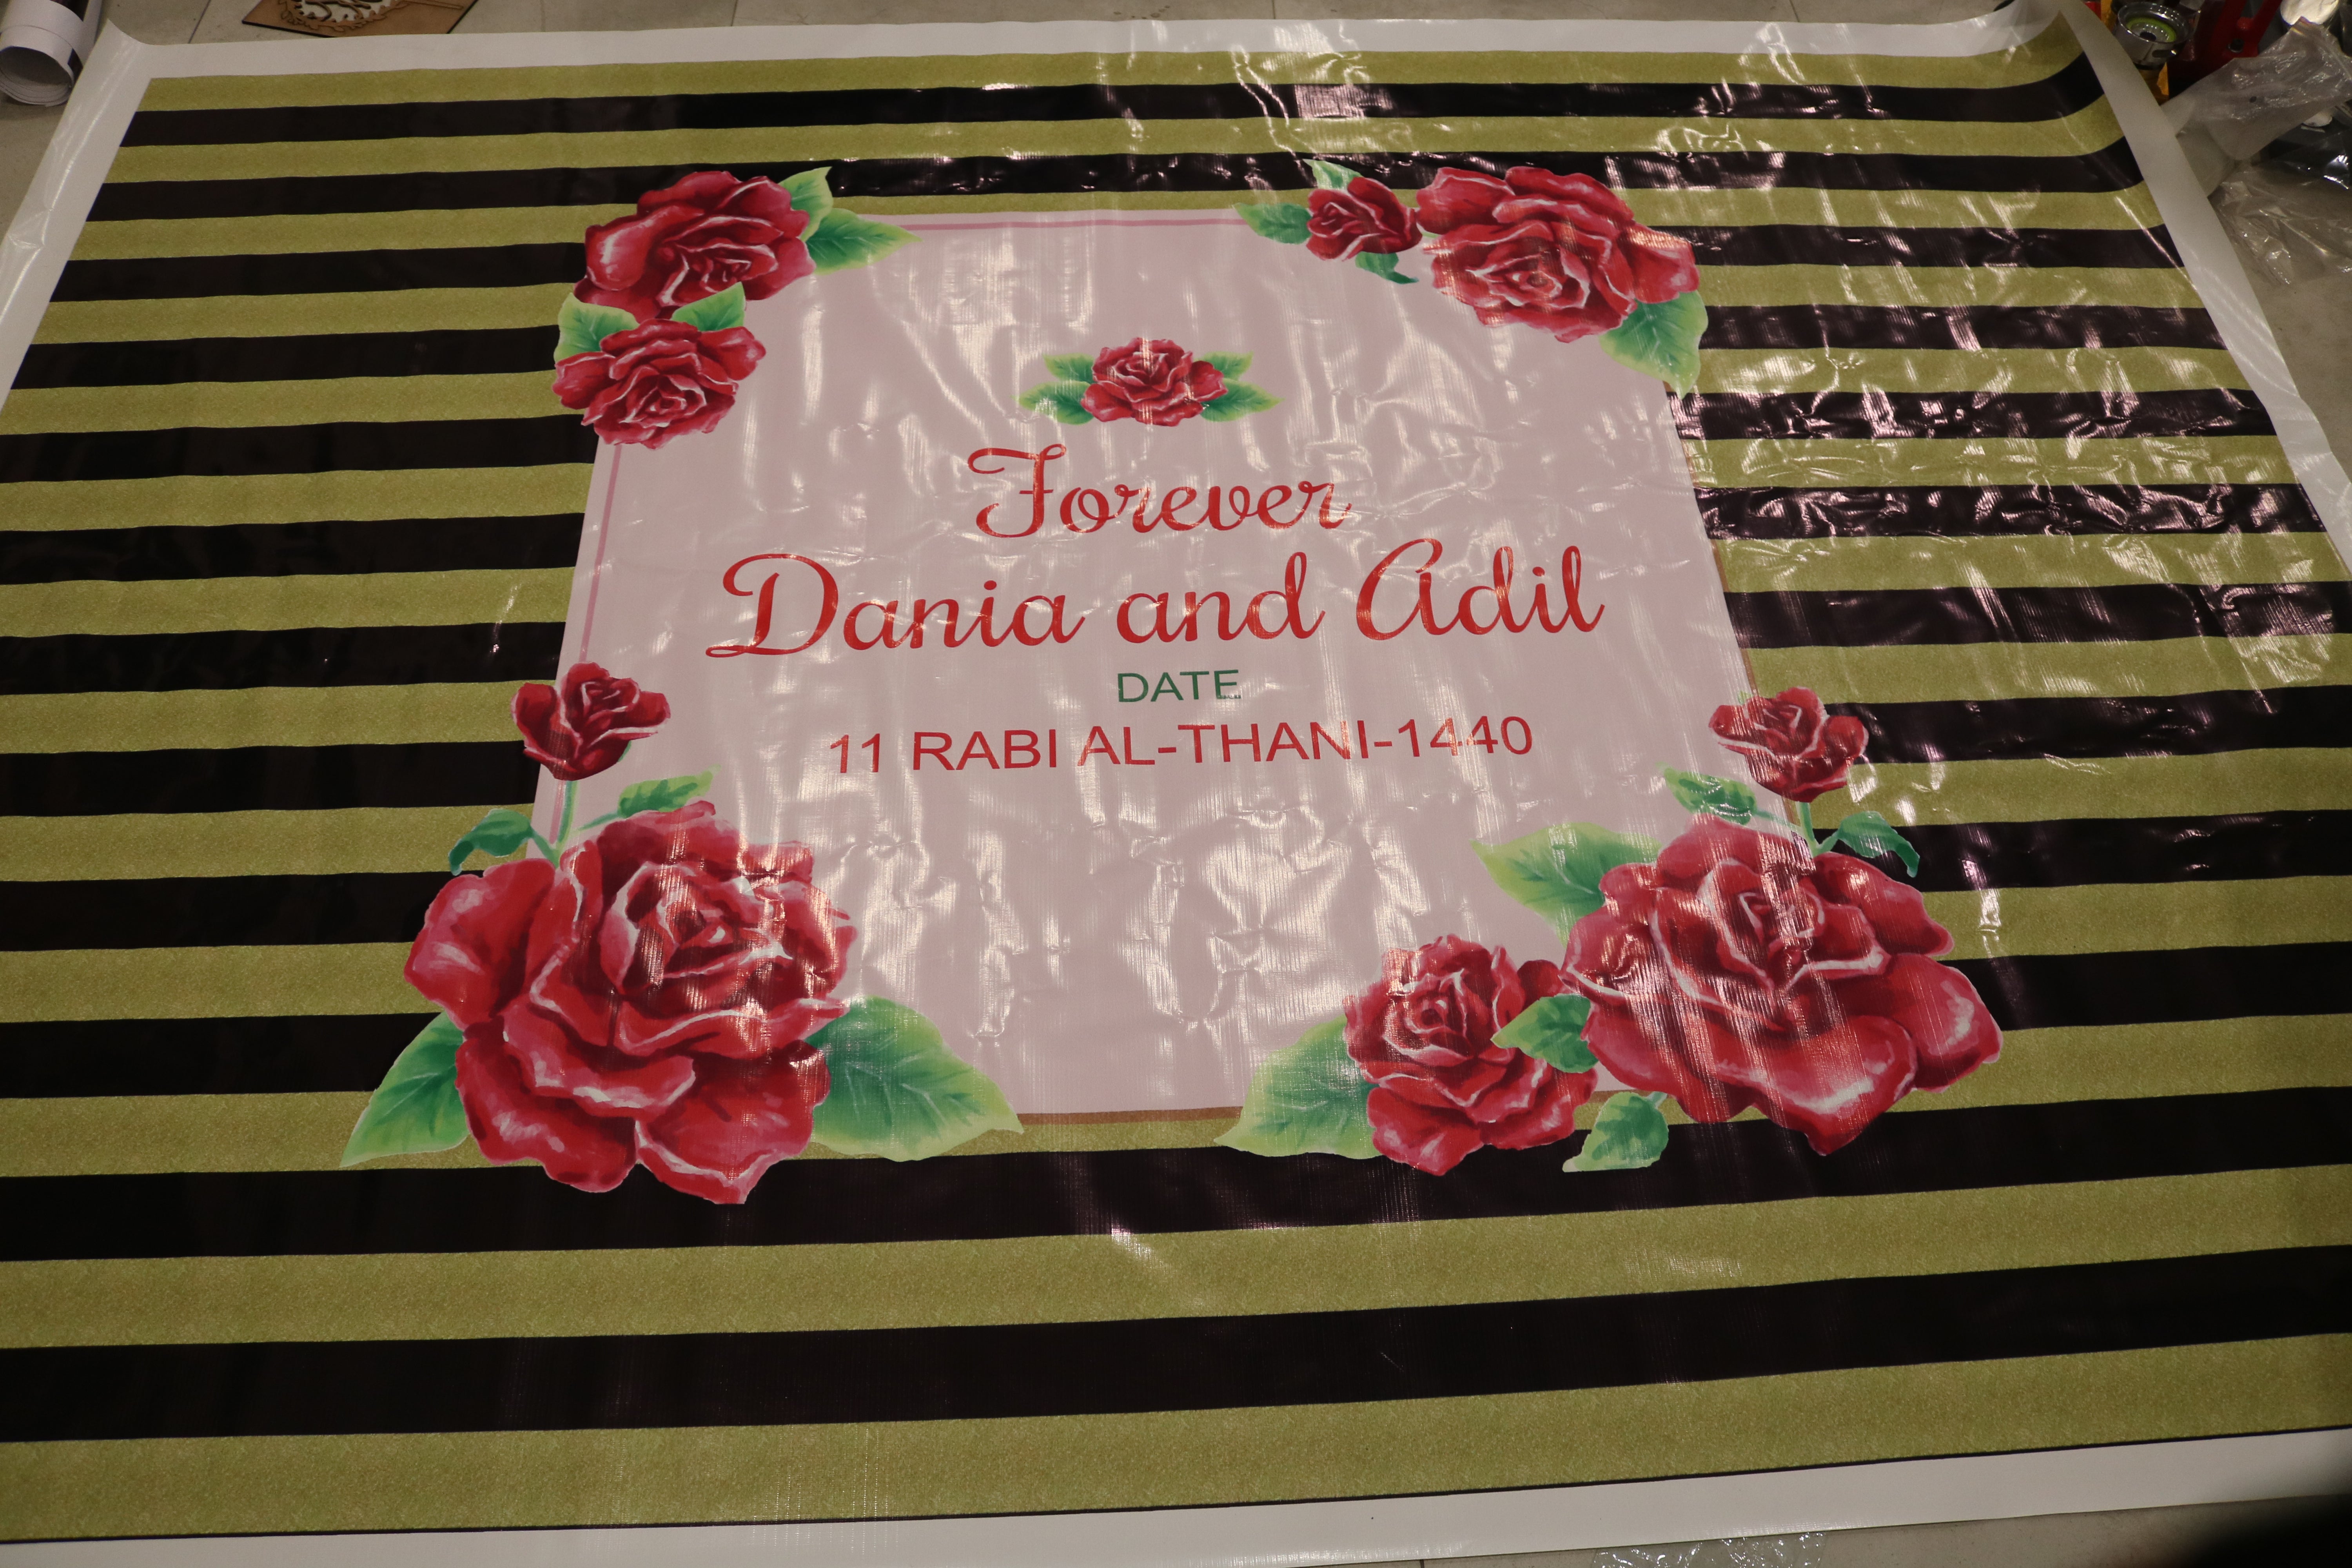 Forever
Dania and Adil
DATE
11 RABI AL-THANI-1440